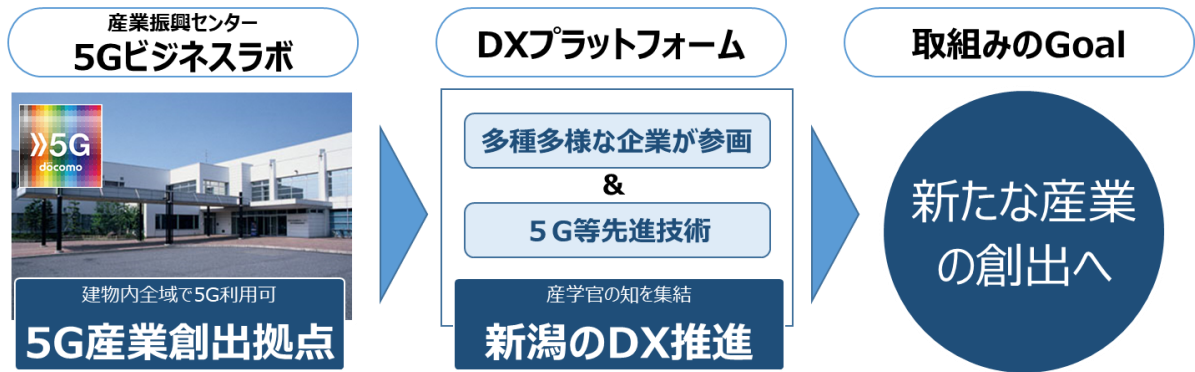 産業振興センター
5Gビジネスラボ
5G
döcomo
建物内全域で5G利用可
5G産業創出拠点
DXプラットフォーム
多種多様な企業が参画
&
５G等先進技術
産学官の知を集結
新潟のDX推進
取組みのGoal
新たな産業
の創出へ